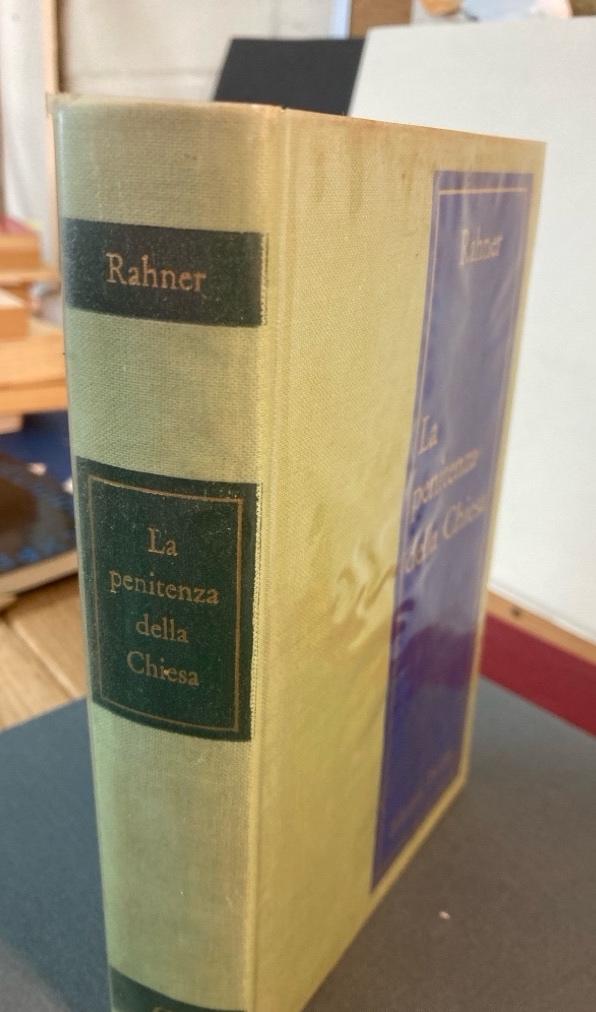 Rahner
La
penitenza
della
Chiesa
Rahner
La
penitenza
della Chiesa